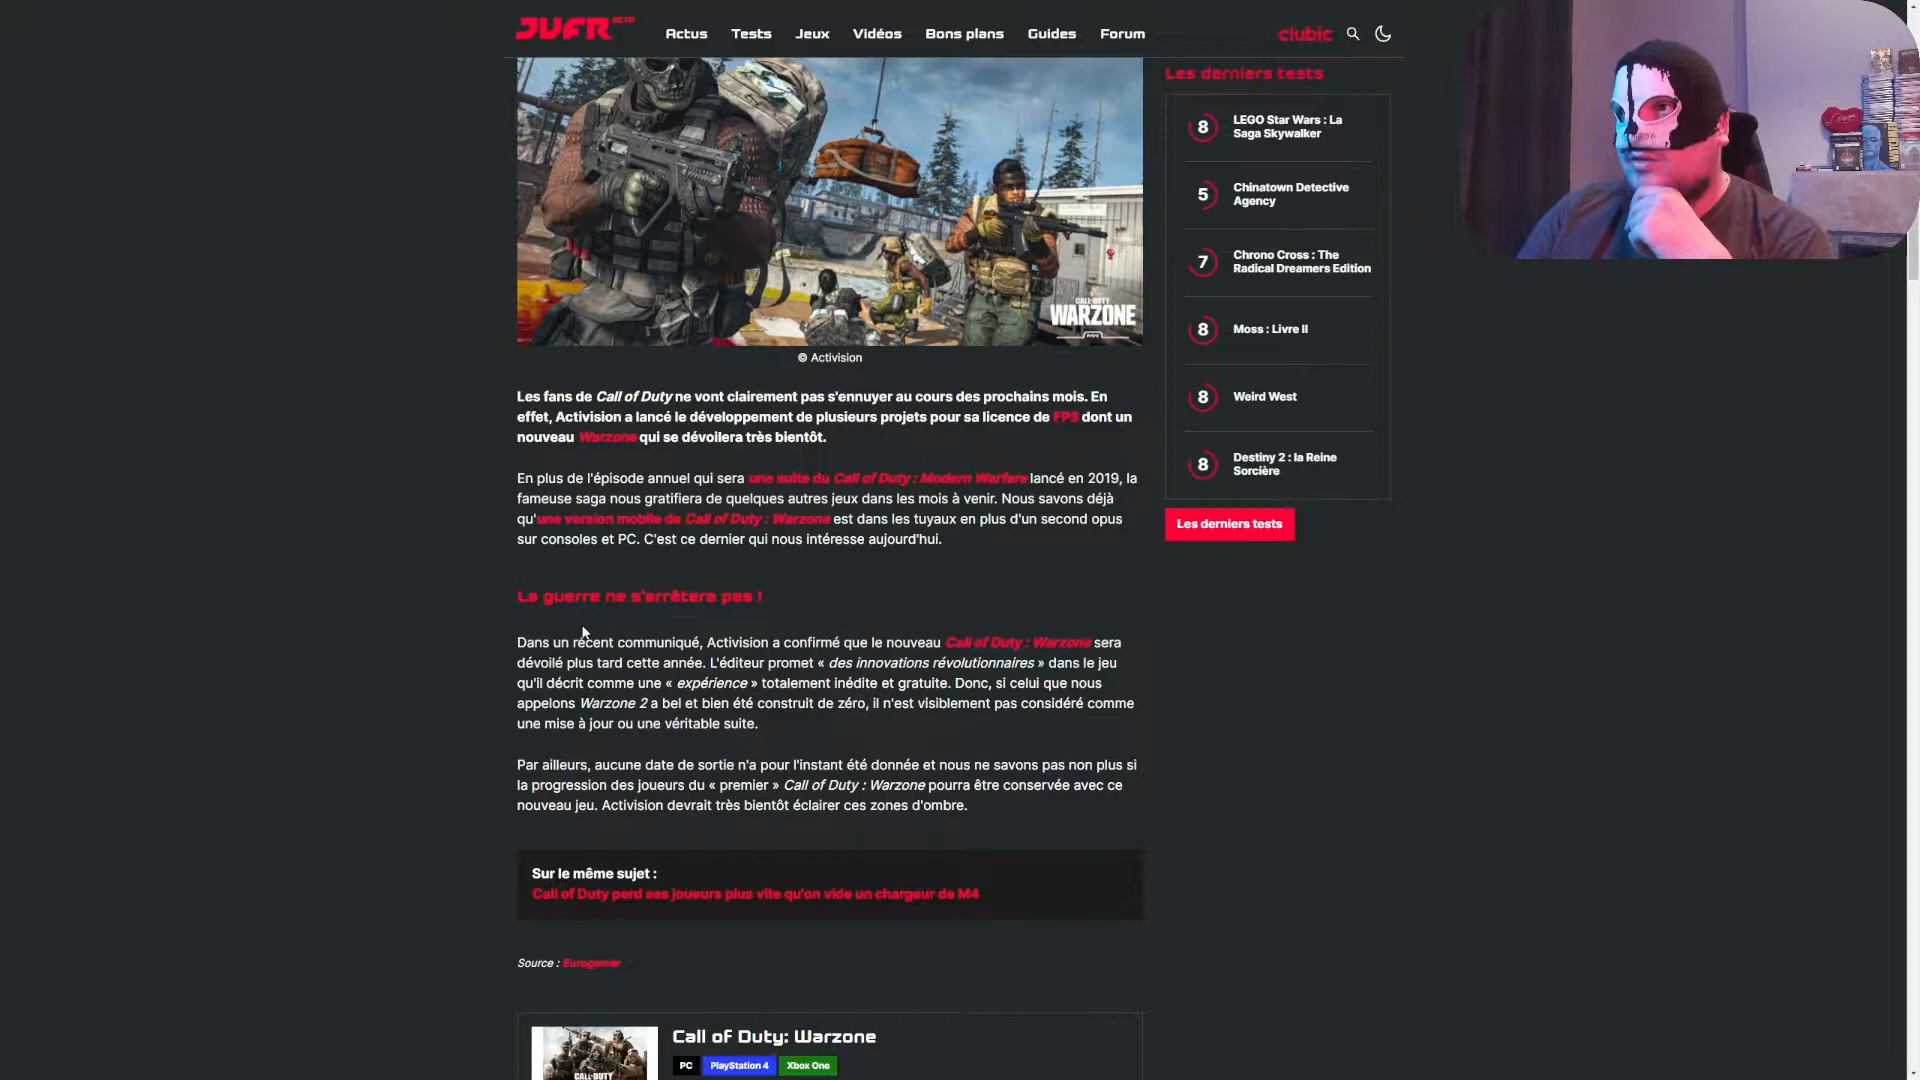 JVFR BETA
Actus Tests Jeux Vidéos Bons plans Guides Forum
clubic
CALL OF DUTY
WARZONE
© Activision
Les fans de Call of Duty ne vont clairement pas s'ennuyer au cours des prochains mois. En
effet, Activision a lancé le développement de plusieurs projets pour sa licence de FPS dont un
nouveau Warzone qui se dévoilera très bientôt.
En plus de l'épisode annuel qui sera une suite du Call of Duty : Modern Warfare lancé en 2019, la
fameuse saga nous gratifiera de quelques autres jeux dans les mois à venir. Nous savons déjà
qu'une version mobile de Call of Duty : Warzone est dans les tuyaux en plus d'un second opus
sur consoles et PC. C'est ce dernier qui nous intéresse aujourd'hui.
La guerre ne s'arrêtera pas !
Dans un récent communiqué, Activision a confirmé que le nouveau Call of Duty : Warzone sera
dévoilé plus tard cette année. L'éditeur promet « des innovations révolutionnaires » dans le jeu
qu'il décrit comme une « expérience » totalement inédite et gratuite. Donc, si celui que nous
appelons Warzone 2 a bel et bien été construit de zéro, il n'est visiblement pas considéré comme
une mise à jour ou une véritable suite.
Par ailleurs, aucune date de sortie n'a pour l'instant été donnée et nous ne savons pas non plus si
la progression des joueurs du « premier » Call of Duty : Warzone pourra être conservée avec ce
nouveau jeu. Activision devrait très bientôt éclairer ces zones d'ombre.
Sur le même sujet :
Call of Duty perd ses joueurs plus vite qu'on vide un chargeur de M4
Source : Eurogamer
Call of Duty: Warzone
PC PlayStation 4 Xbox One
CALL OF DUTY
Les derniers tests
8 LEGO Star Wars : La
Saga Skywalker
5 Chinatown Detective
Agency
7 Chrono Cross : The
Radical Dreamers Edition
8 Moss : Livre II
8 Weird West
8 Destiny 2 : la Reine
Sorcière
Les derniers tests
WATCHMEN